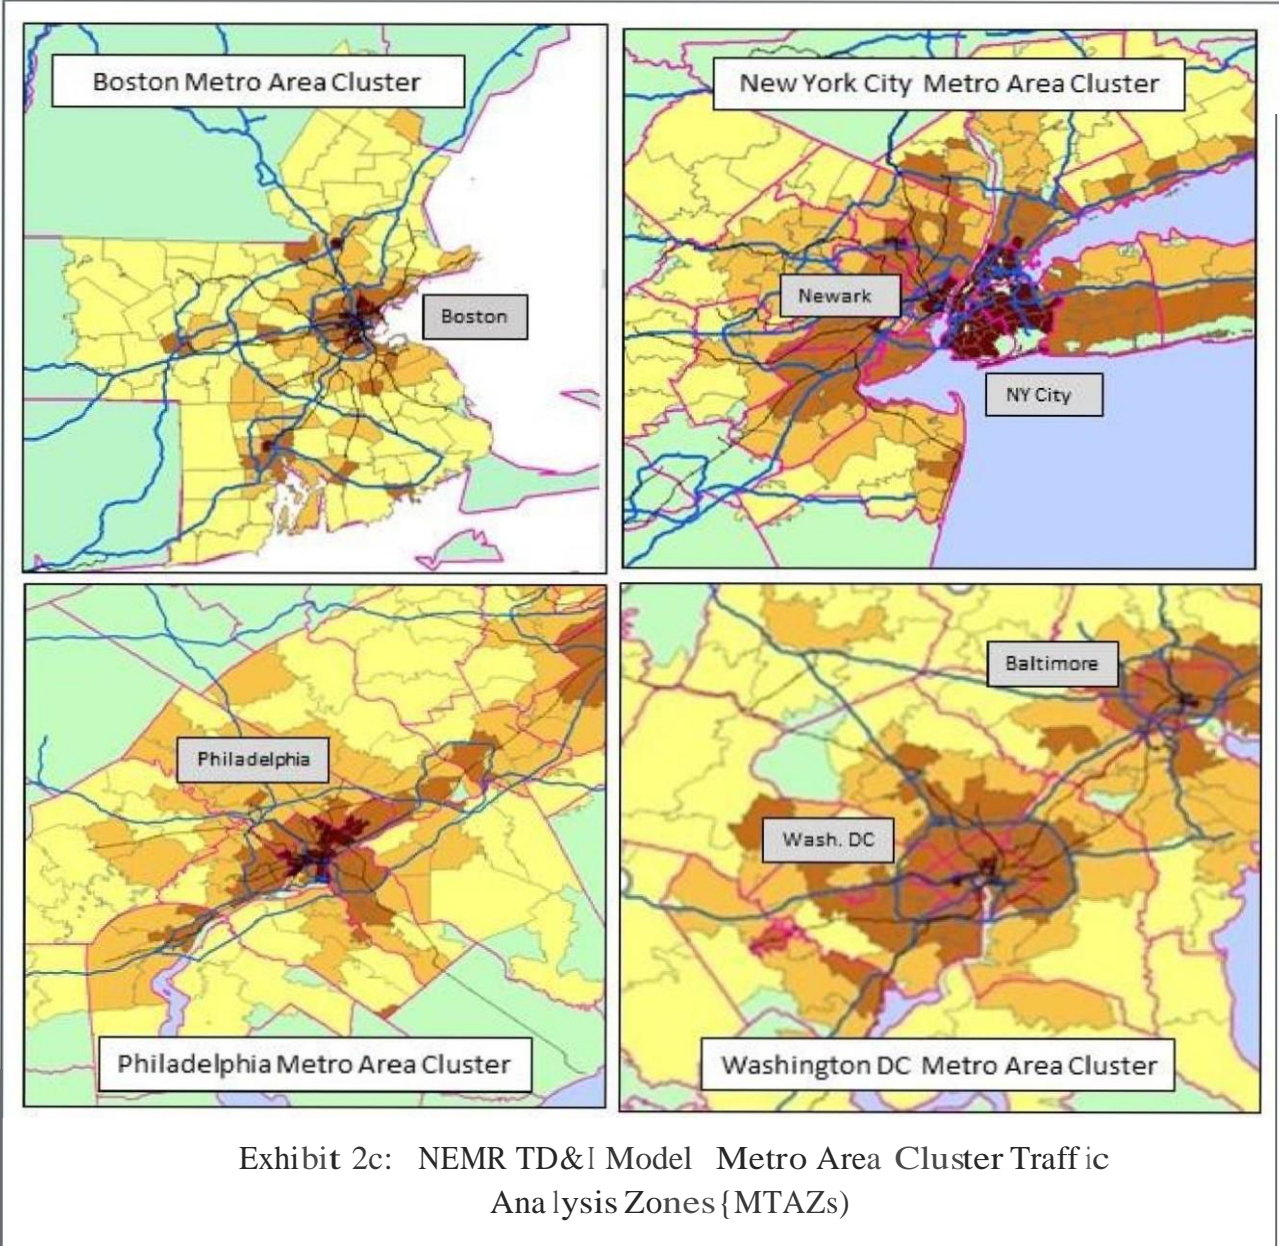 Boston Metro Area Cluster
New York City Metro Area Cluster
Boston
Newark
NY City
Baltimore
Philadelphia
Wash. DC
Philadelphia Metro Area Cluster
Washington DC Metro Area Cluster
Exhibit 2c: NEMR TD&I Model Metro Area Cluster Traffic
Analysis Zones{MTAZs)